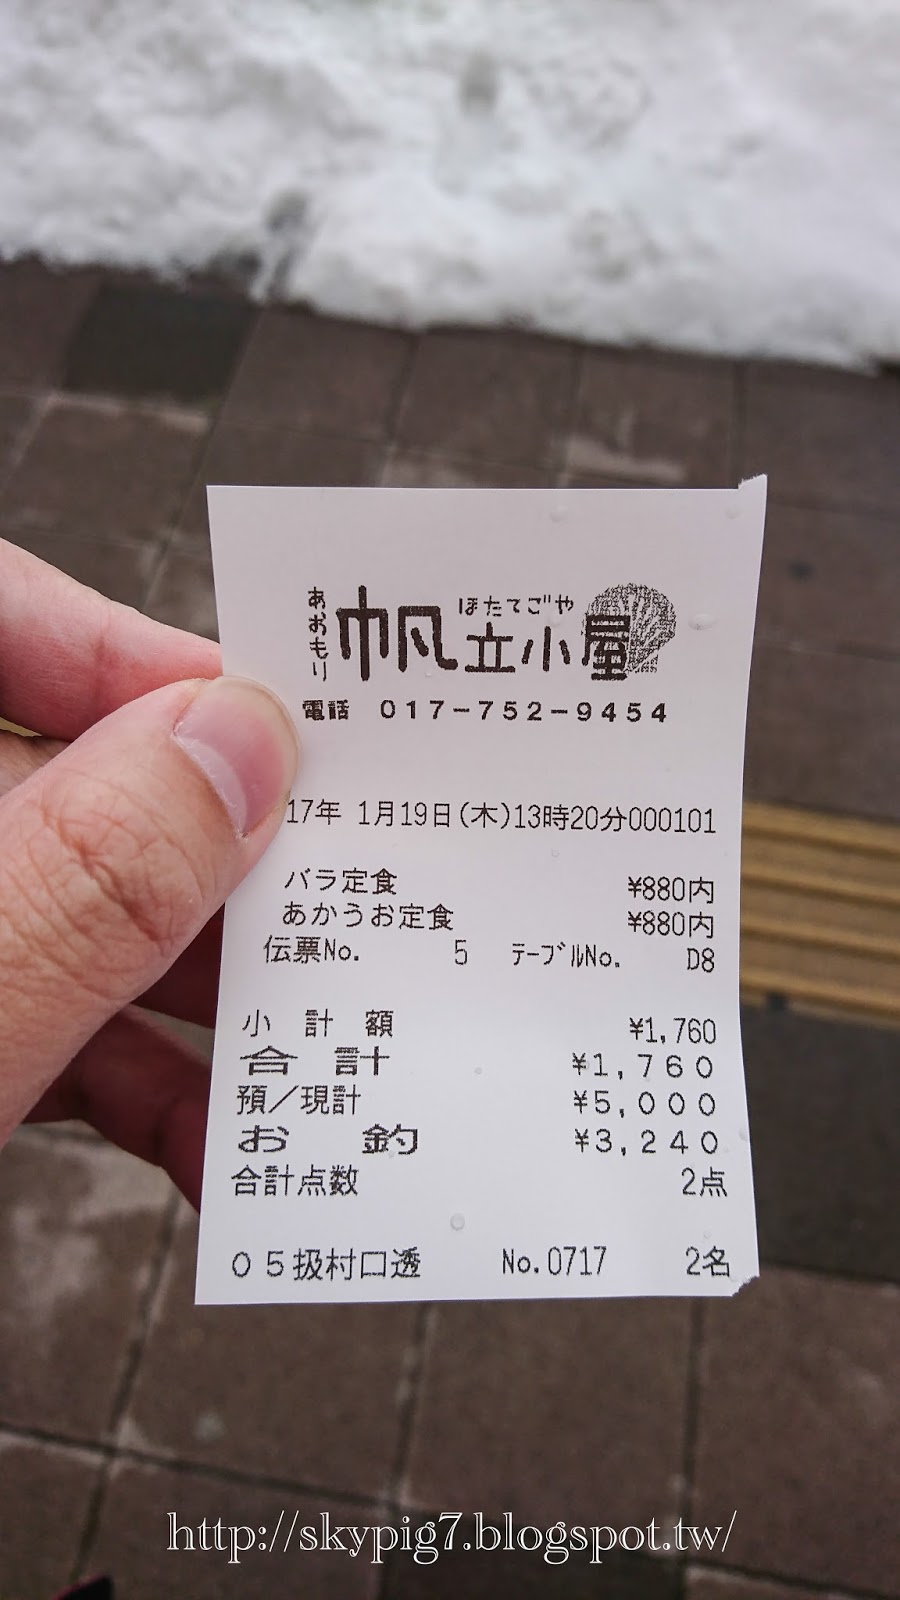 あおもり 帆立小屋
ほたてごや
電話 017-752-9454
17年 1月19日(木)13時20分000101
バラ定食 ¥880内
あかうお定食 ¥880内
伝票No. 5 テーブルNo. D8
小計額 ¥1,760
合計 ¥1,760
預／現計 ¥5,000
お釣 ¥3,240
合計点数 2点
05扱村口透 No.0717 2名
http://skypig7.blogspot.tw/